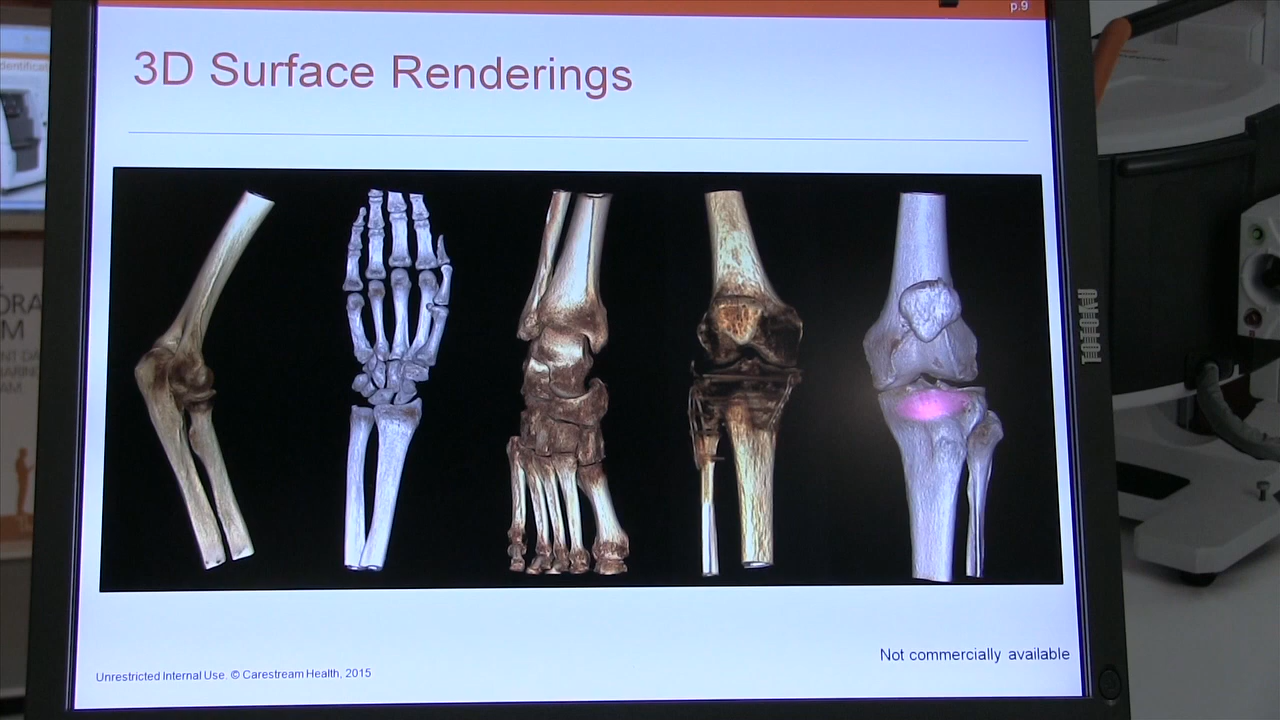 p.9
3D Surface Renderings
Not commercially available
Unrestricted Internal Use. © Carestream Health, 2015